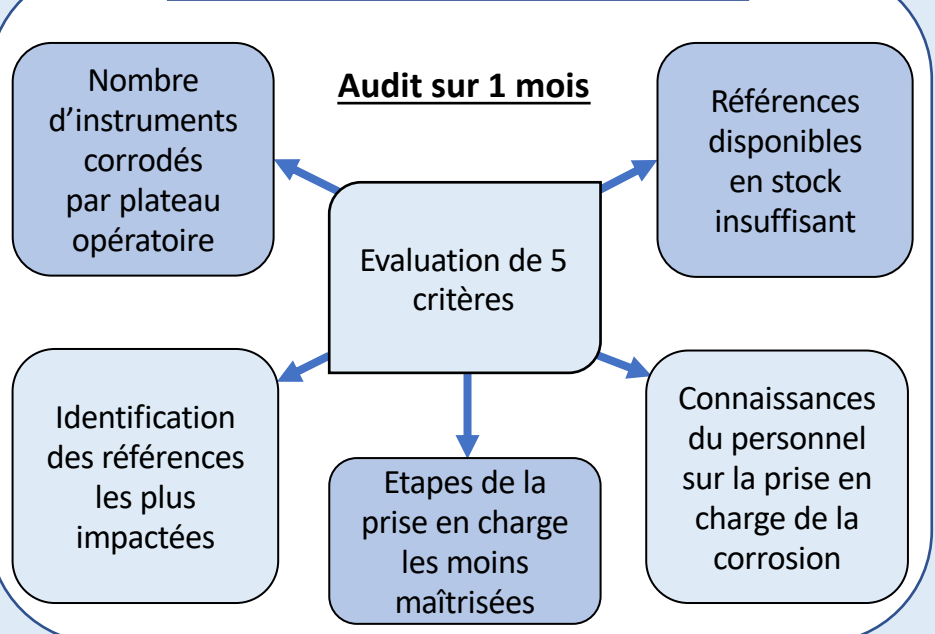 Audit sur 1 mois
Nombre
d’instruments
corrodés
par plateau
opératoire
Références
disponibles
en stock
insuffisant
Evaluation de 5
critères
Identification
des références
les plus
impactées
Etapes de la
prise en charge
les moins
maîtrisées
Connaissances
du personnel
sur la prise en
charge de la
corrosion